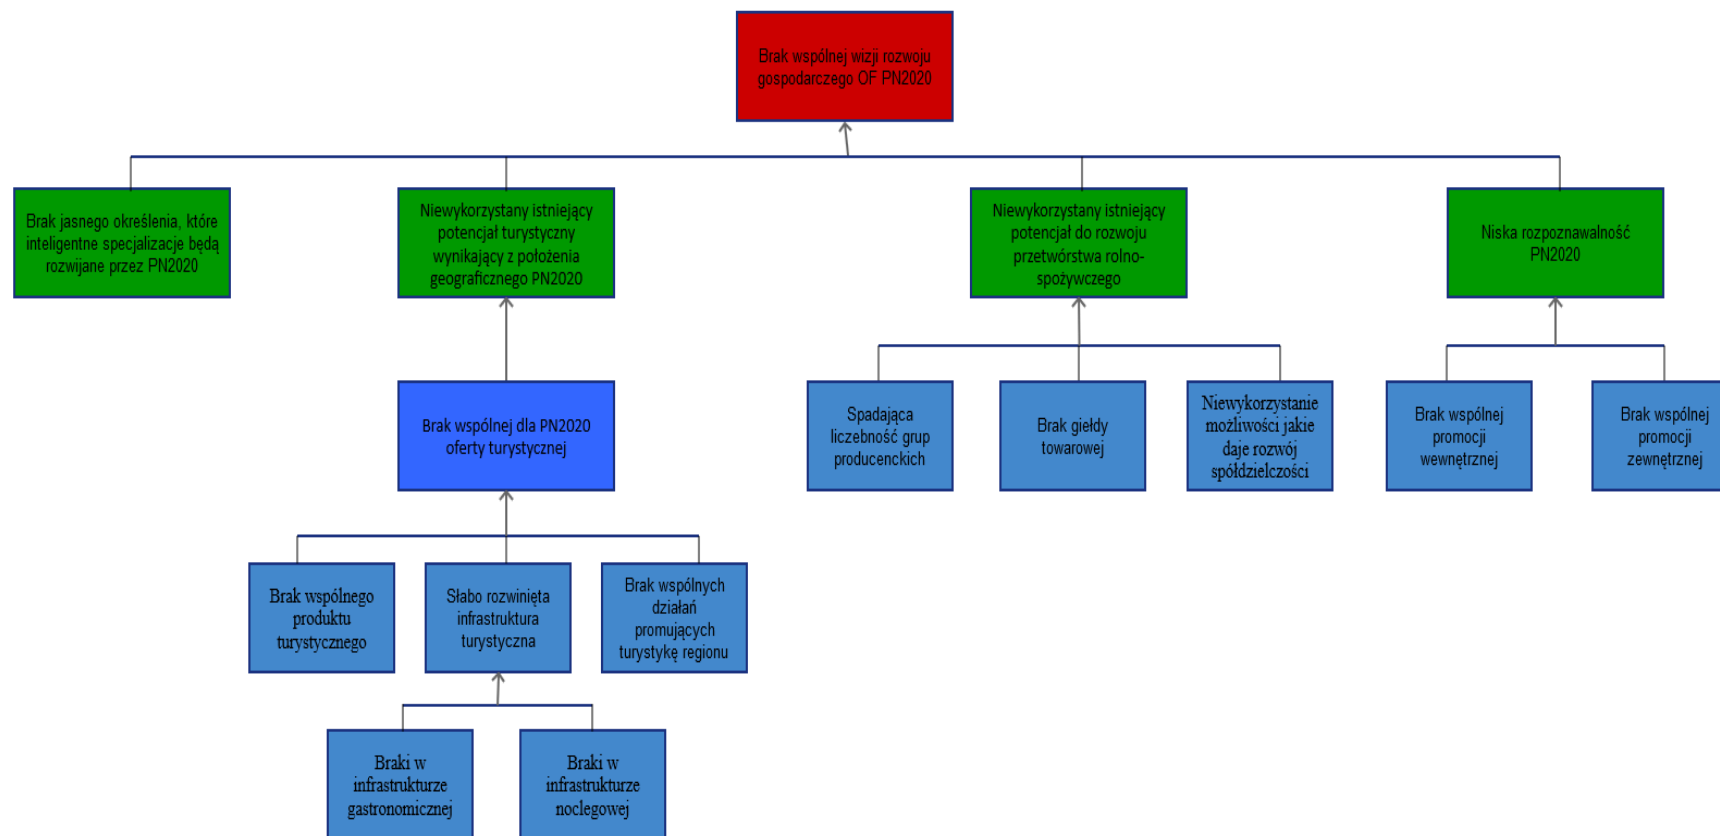 Brak wspólnej wizji rozwoju
gospodarczego OF PN2020
Brak jasnego określenia, które
inteligentne specjalizacje będą
rozwijane przez PN2020
Niewykorzystany istniejący
potencjał turystyczny
wynikający z położenia
geograficznego PN2020
Niewykorzystany istniejący
potencjał do rozwoju
przetwórstwa rolno-
spożywczego
Niska rozpoznawalność
PN2020
Brak wspólnej dla PN2020
oferty turystycznej
Spadająca
liczebność grup
producenckich
Brak giełdy
towarowej
Niewykorzystanie
możliwości jakie
daje rozwój
spółdzielczości
Brak wspólnej
promocji
wewnętrznej
Brak wspólnej
promocji
zewnętrznej
Brak wspólnego
produktu
turystycznego
Słabo rozwinięta
infrastruktura
turystyczna
Brak wspólnych
działań
promujących
turystykę regionu
Braki w
infrastrukturze
gastronomicznej
Braki w
infrastrukturze
noclegowej